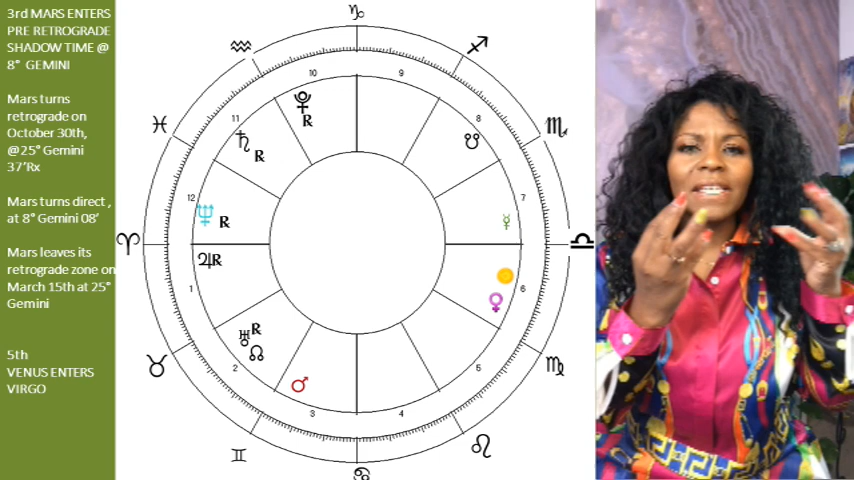 3rd MARS ENTERS
PRE RETROGRADE
SHADOW TIME @
8° GEMINI
Mars turns
retrograde on
October 30th,
@25° Gemini
37'Rx
Mars turns direct ,
at 8° Gemini 08'
Mars leaves its
retrograde zone on
March 15th at 25°
Gemini
5th
VENUS ENTERS
VIRGO
♑
♒ ♐
10 9
♇
℞
♓ 11 ♄ ℞ ☋ 8 ♏
12 ♆ ℞ ☿ 7
♈ ♎
♃℞
1 6
♀
♅ ℞
☊
♉ 2 5 ♍
♂
3 4
♊ ♌
♋